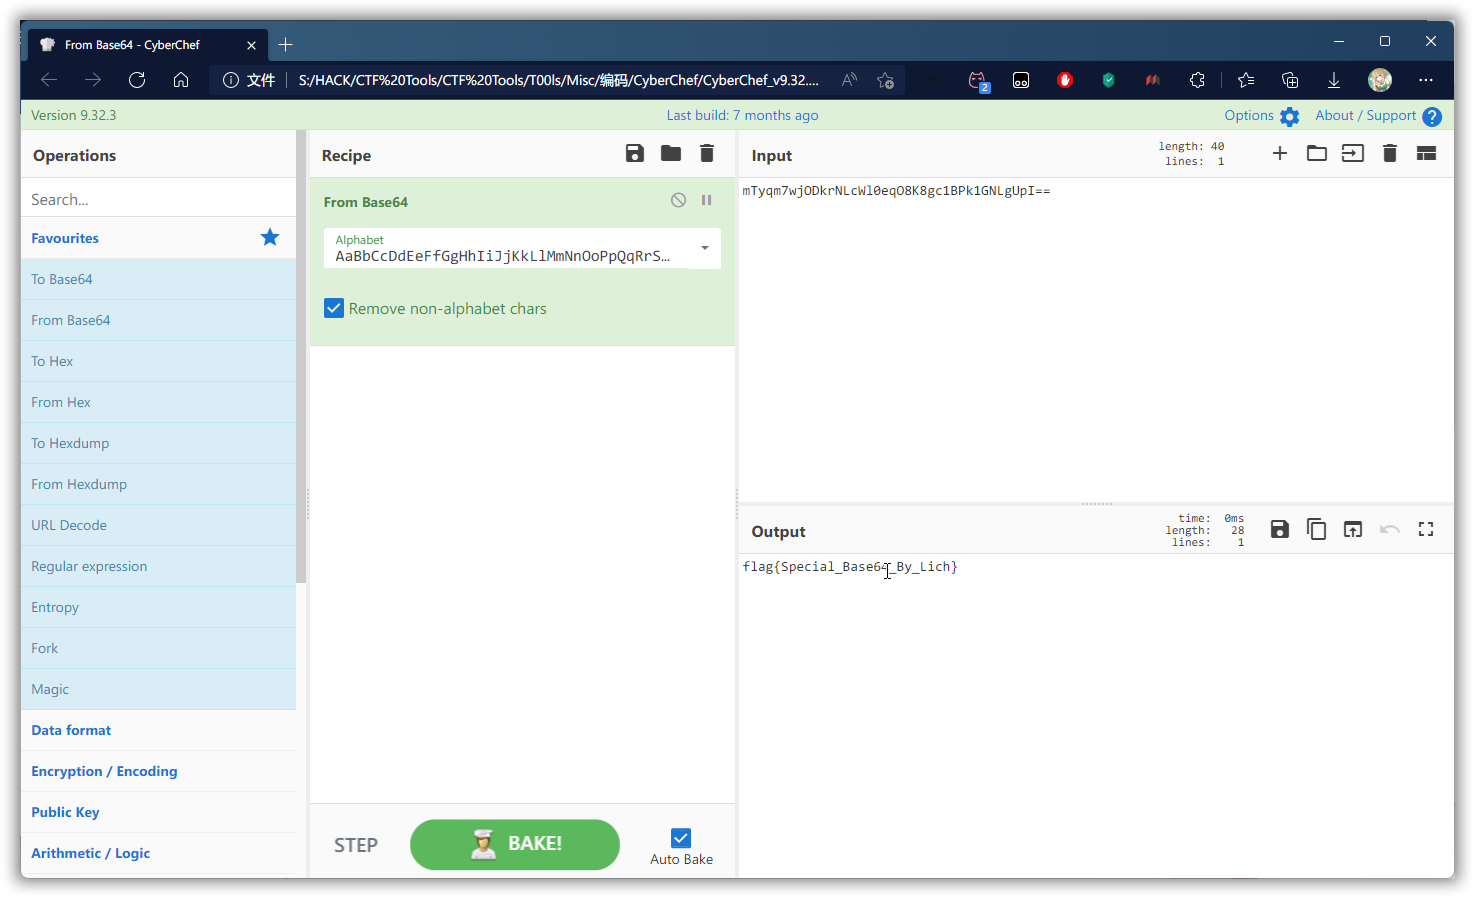 From Base64 - CyberChef
文件
S:/HACK/CTF%20Tools/CTF%20Tools/T00ls/Misc/编码/CyberChef/CyberChef_v9.32....
2
Version 9.32.3
Last build: 7 months ago
Options
About / Support
Operations
Search...
Favourites
To Base64
From Base64
To Hex
From Hex
To Hexdump
From Hexdump
URL Decode
Regular expression
Entropy
Fork
Magic
Data format
Encryption / Encoding
Public Key
Arithmetic / Logic
Recipe
From Base64
Alphabet
AaBbCcDdEeFfGgHhIiJjKkLlMmNnOoPpQqRrS...
Remove non-alphabet chars
STEP
BAKE!
Auto Bake
Input
length: 40
lines: 1
mTyqm7wjODkrNLcWl0eqO8K8gc1BPk1GNLgUpI==
Output
time: 0ms
length: 28
lines: 1
flag{Special_Base64_By_Lich}